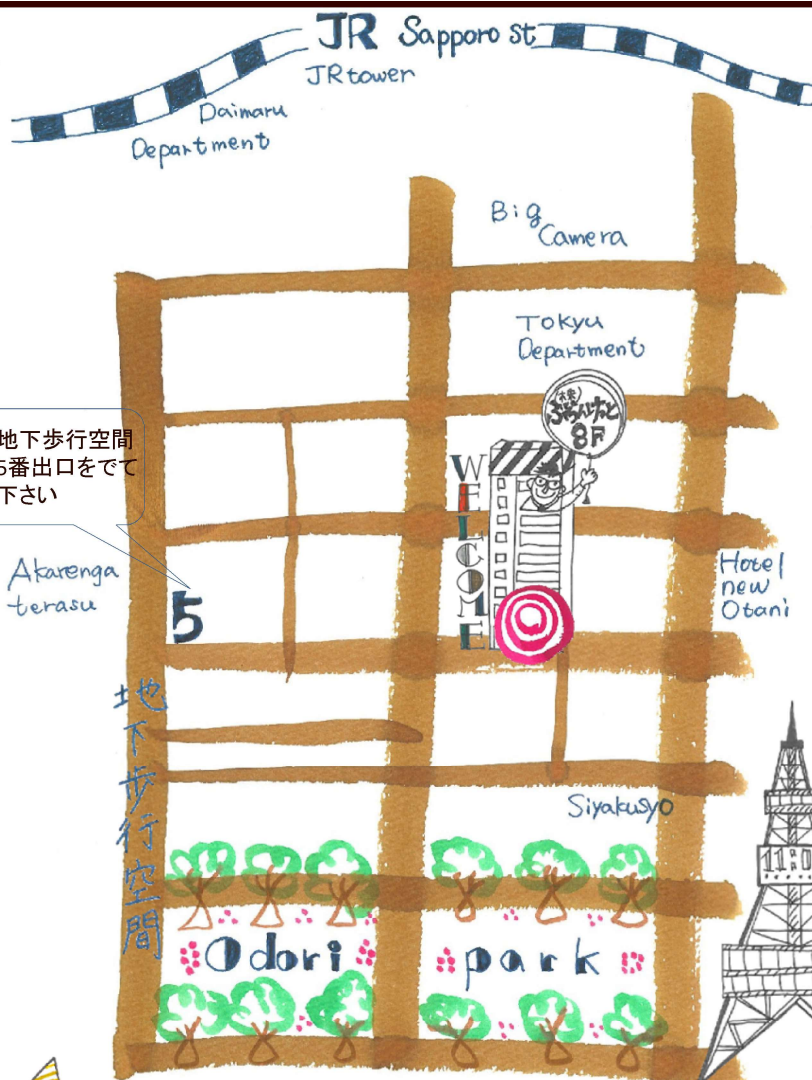 JR Sapporo st
JRtower
Daimaru
Department
Big
Camera
Tokyu
Department
8F
地下歩行空間
5番出口をでて
下さい
WELCOME
Akarenga
terasu
5
Hotel
new
Otani
地下歩行空間
Siyakusyo
11:0
Odori park